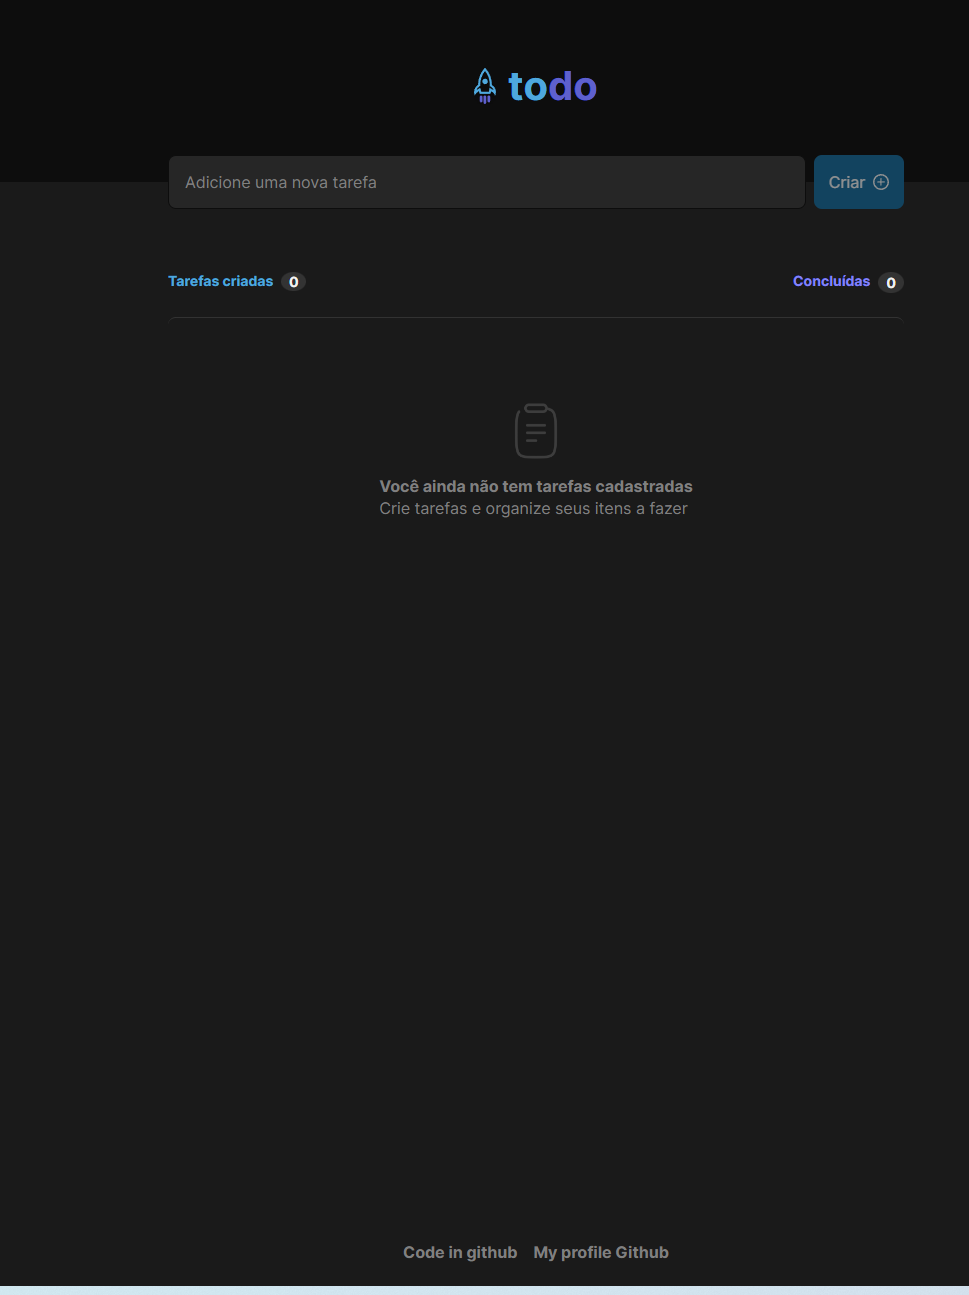 todo
Adicione uma nova tarefa
Criar
Tarefas criadas 0
Concluídas 0
Você ainda não tem tarefas cadastradas
Crie tarefas e organize seus itens a fazer
Code in github My profile Github